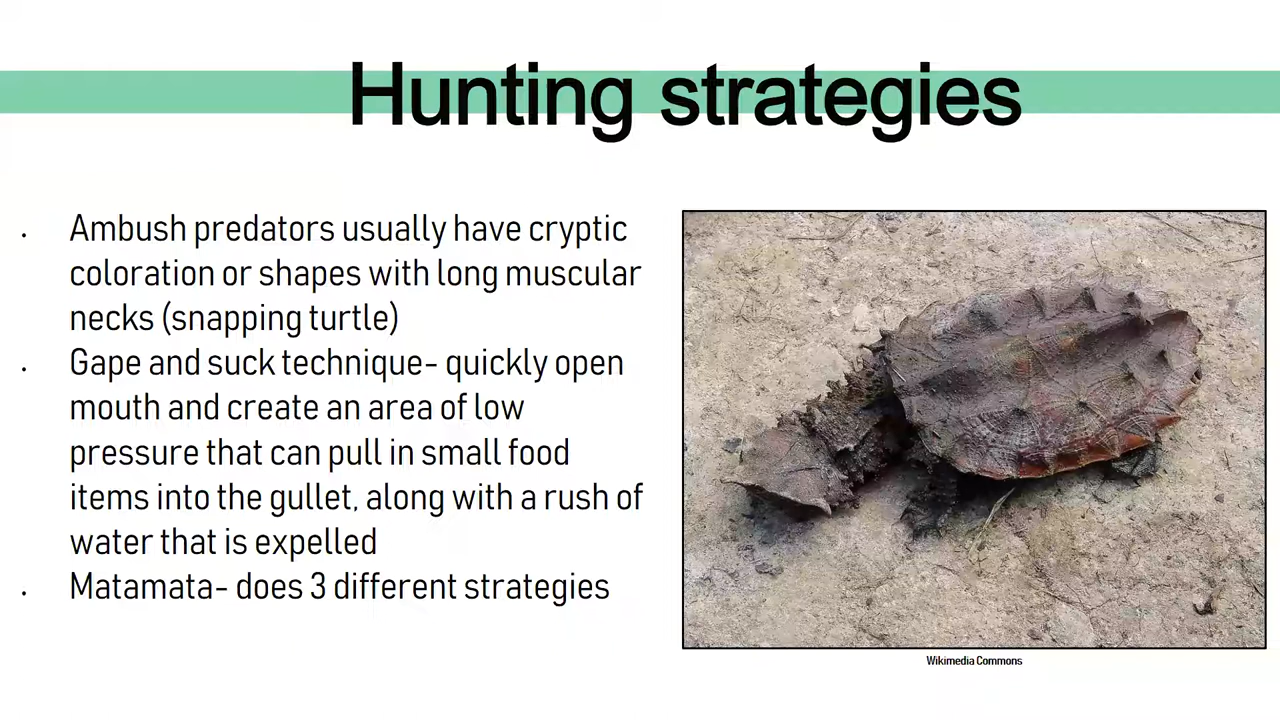 Hunting strategies
· Ambush predators usually have cryptic
coloration or shapes with long muscular
necks (snapping turtle)
· Gape and suck technique- quickly open
mouth and create an area of low
pressure that can pull in small food
items into the gullet, along with a rush of
water that is expelled
· Matamata- does 3 different strategies
Wikimedia Commons